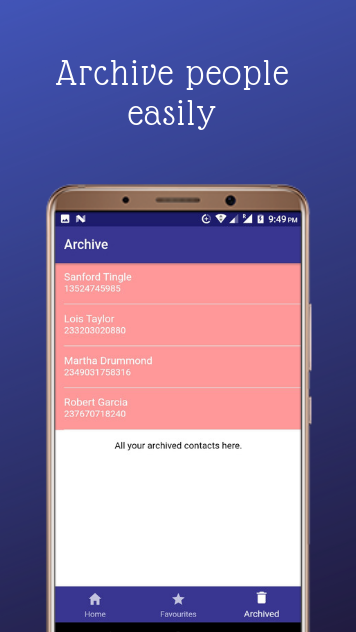 Archive people
easily
9:49 PM
Archive
Sanford Tingle
13524745985
Lois Taylor
233203020880
Martha Drummond
2349031758316
Robert Garcia
237670718240
All your archived contacts here.
Home
Favourites
Archived